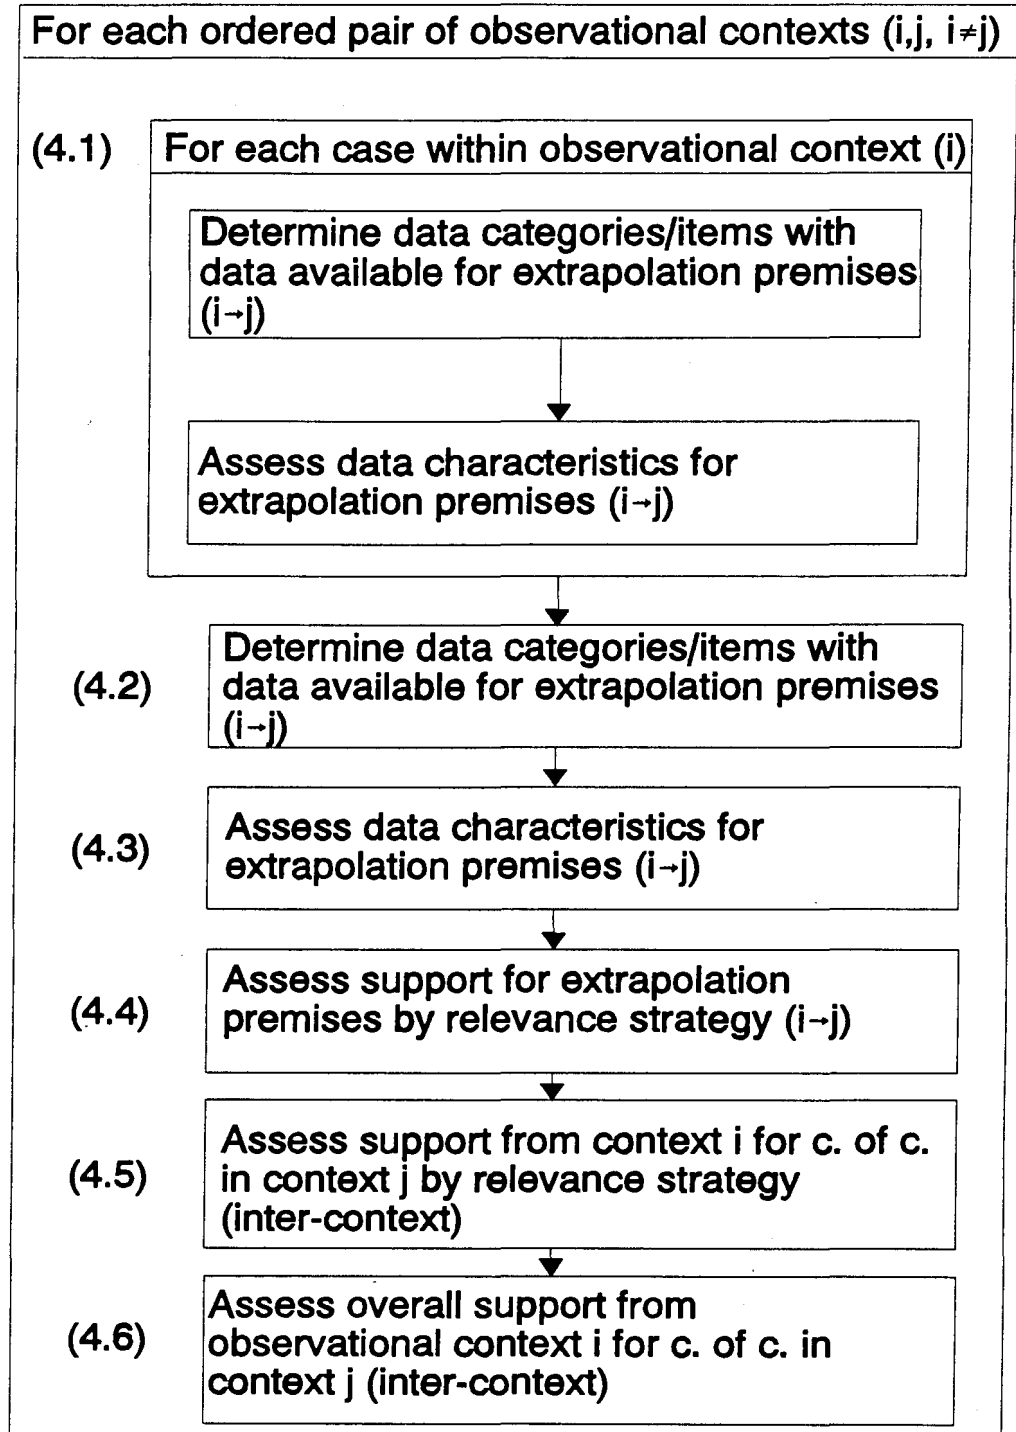 For each ordered pair of observational contexts (i,j, i≠j)
(4.1) For each case within observational context (i)
Determine data categories/items with
data available for extrapolation premises
(i→j)
Assess data characteristics for
extrapolation premises (i→j)
Determine data categories/items with
(4.2) data available for extrapolation premises
(i→j)
Assess data characteristics for
(4.3) extrapolation premises (i→j)
Assess support for extrapolation
(4.4) premises by relevance strategy (i→j)
Assess support from context i for c. of c.
(4.5) in context j by relevance strategy
(inter-context)
Assess overall support from
(4.6) observational context i for c. of c. in
context j (inter-context)